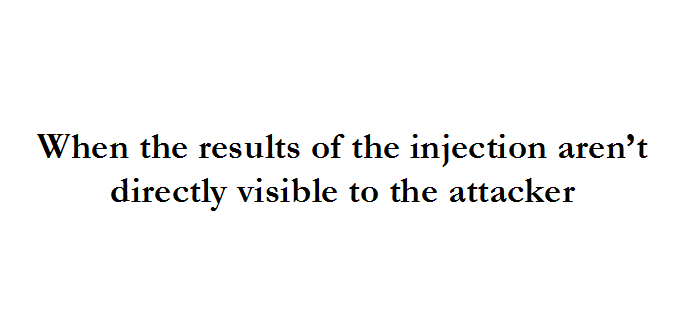 When the results of the injection aren’t
directly visible to the attacker